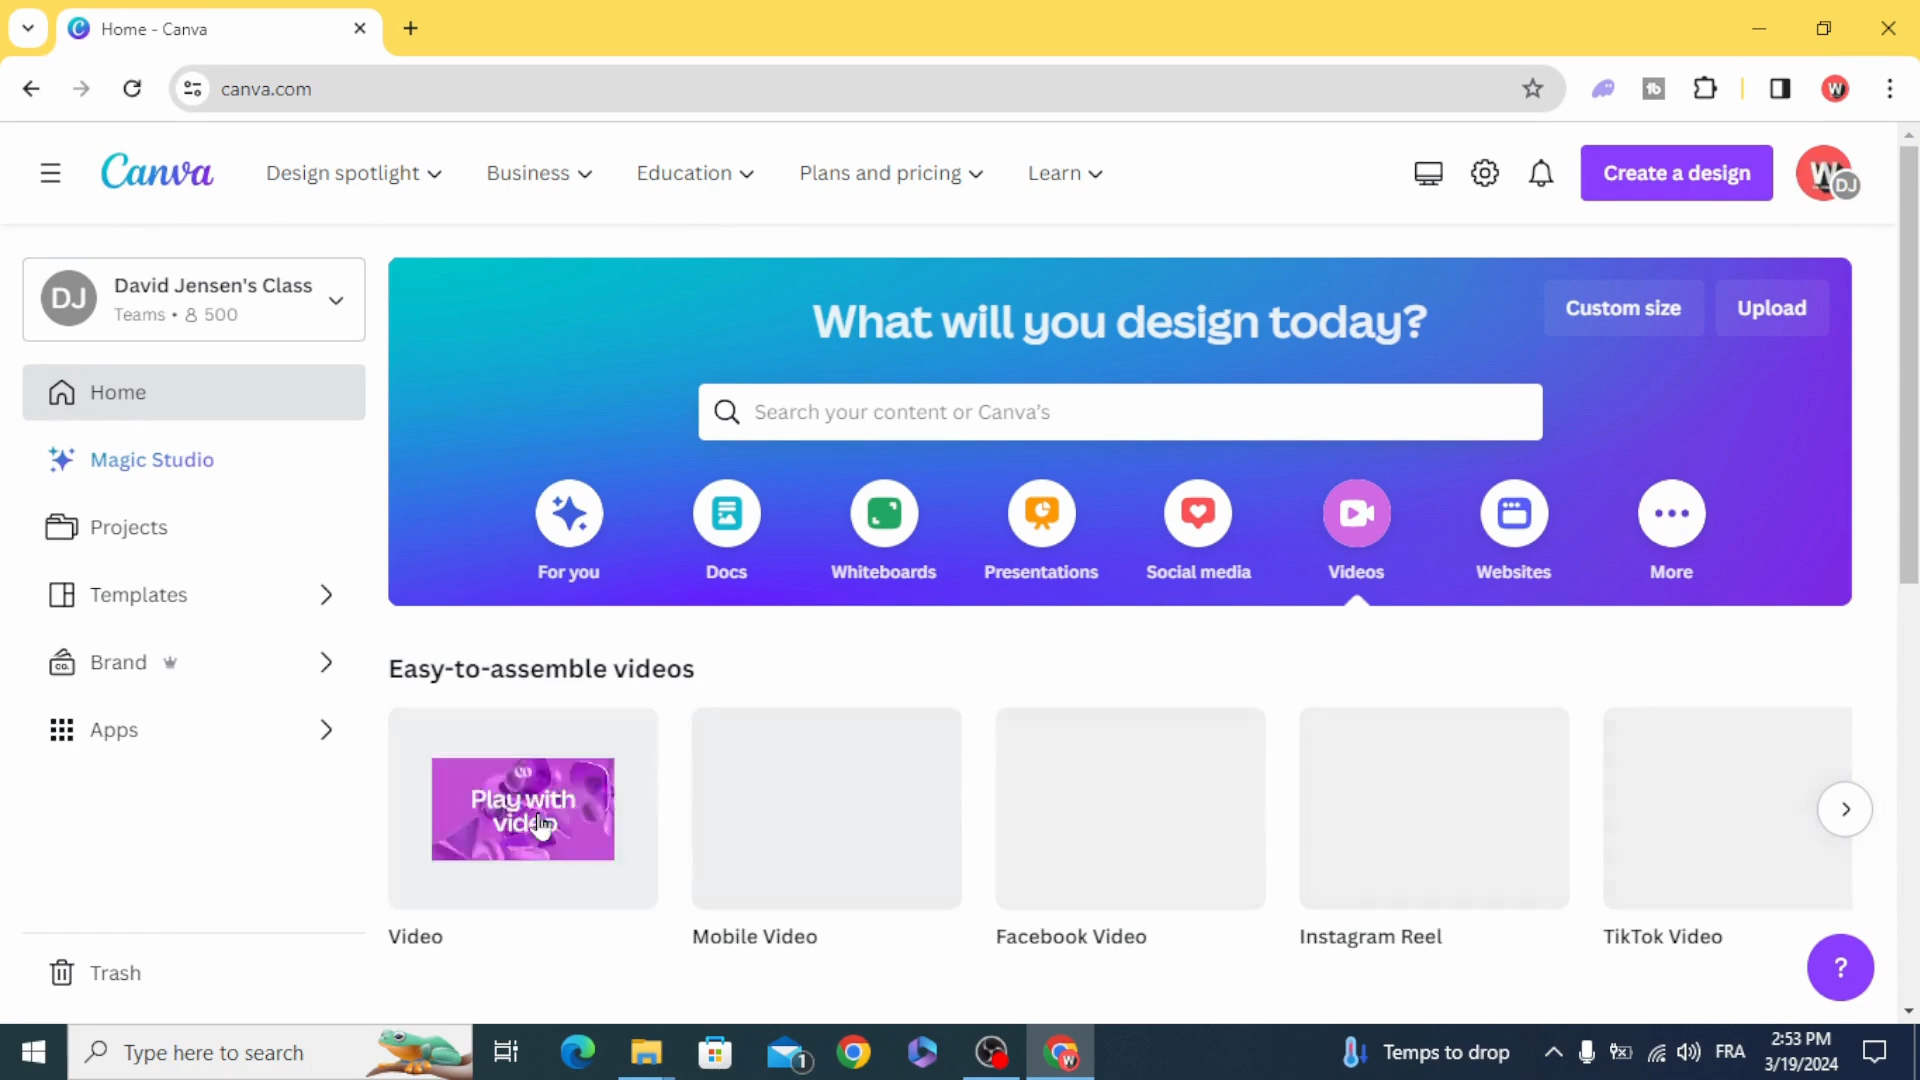 Home - Canva
canva.com
Canva
Design spotlight
Business
Education
Plans and pricing
Learn
Create a design
W
DJ
DJ
David Jensen's Class
Teams • 500
Home
Magic Studio
Projects
Templates
Brand
Apps
Trash
What will you design today?
Custom size
Upload
Search your content or Canva's
For you
Docs
Whiteboards
Presentations
Social media
Videos
Websites
More
Easy-to-assemble videos
Play with
video
Video
Mobile Video
Facebook Video
Instagram Reel
TikTok Video
?
Type here to search
1
Temps to drop
FRA
2:53 PM
3/19/2024